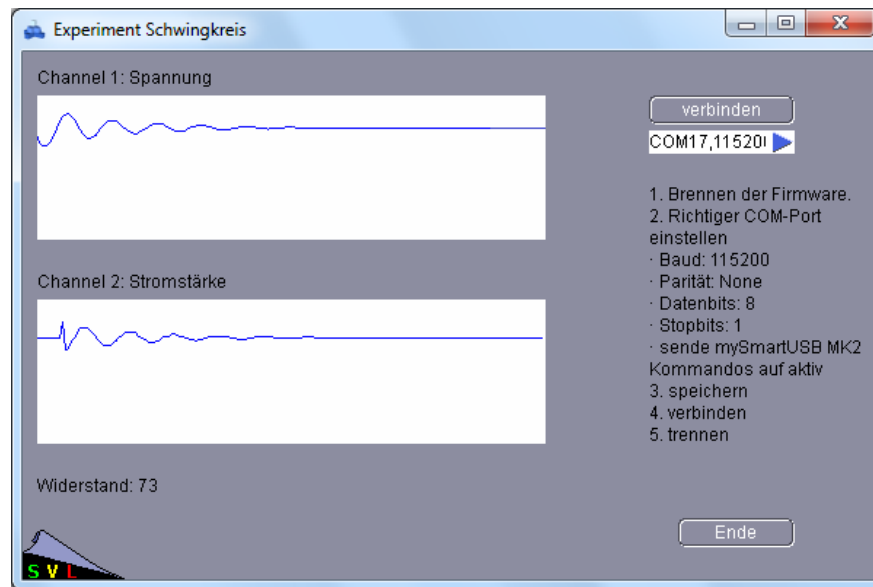 Experiment Schwingkreis
Channel 1: Spannung
verbinden
COM17,11520
1. Brennen der Firmware.
2. Richtiger COM-Port
einstellen
· Baud: 115200
· Parität: None
· Datenbits: 8
· Stopbits: 1
· sende mySmartUSB MK2
Kommandos auf aktiv
3. speichern
4. verbinden
5. trennen
Channel 2: Stromstärke
Widerstand: 73
Ende
S V L